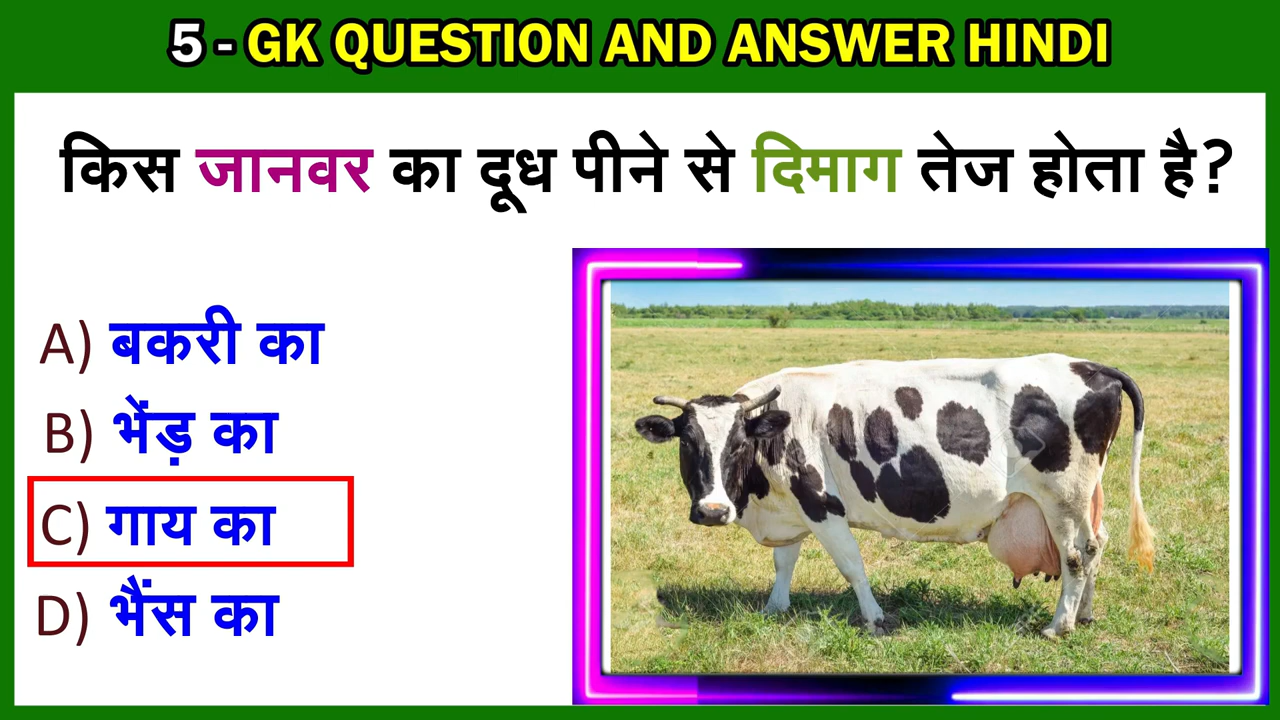 5 - GK QUESTION AND ANSWER HINDI
किस जानवर का दूध पीने से दिमाग तेज होता है?
A) बकरी का
B) भेंड़ का
C) गाय का
D) भैंस का